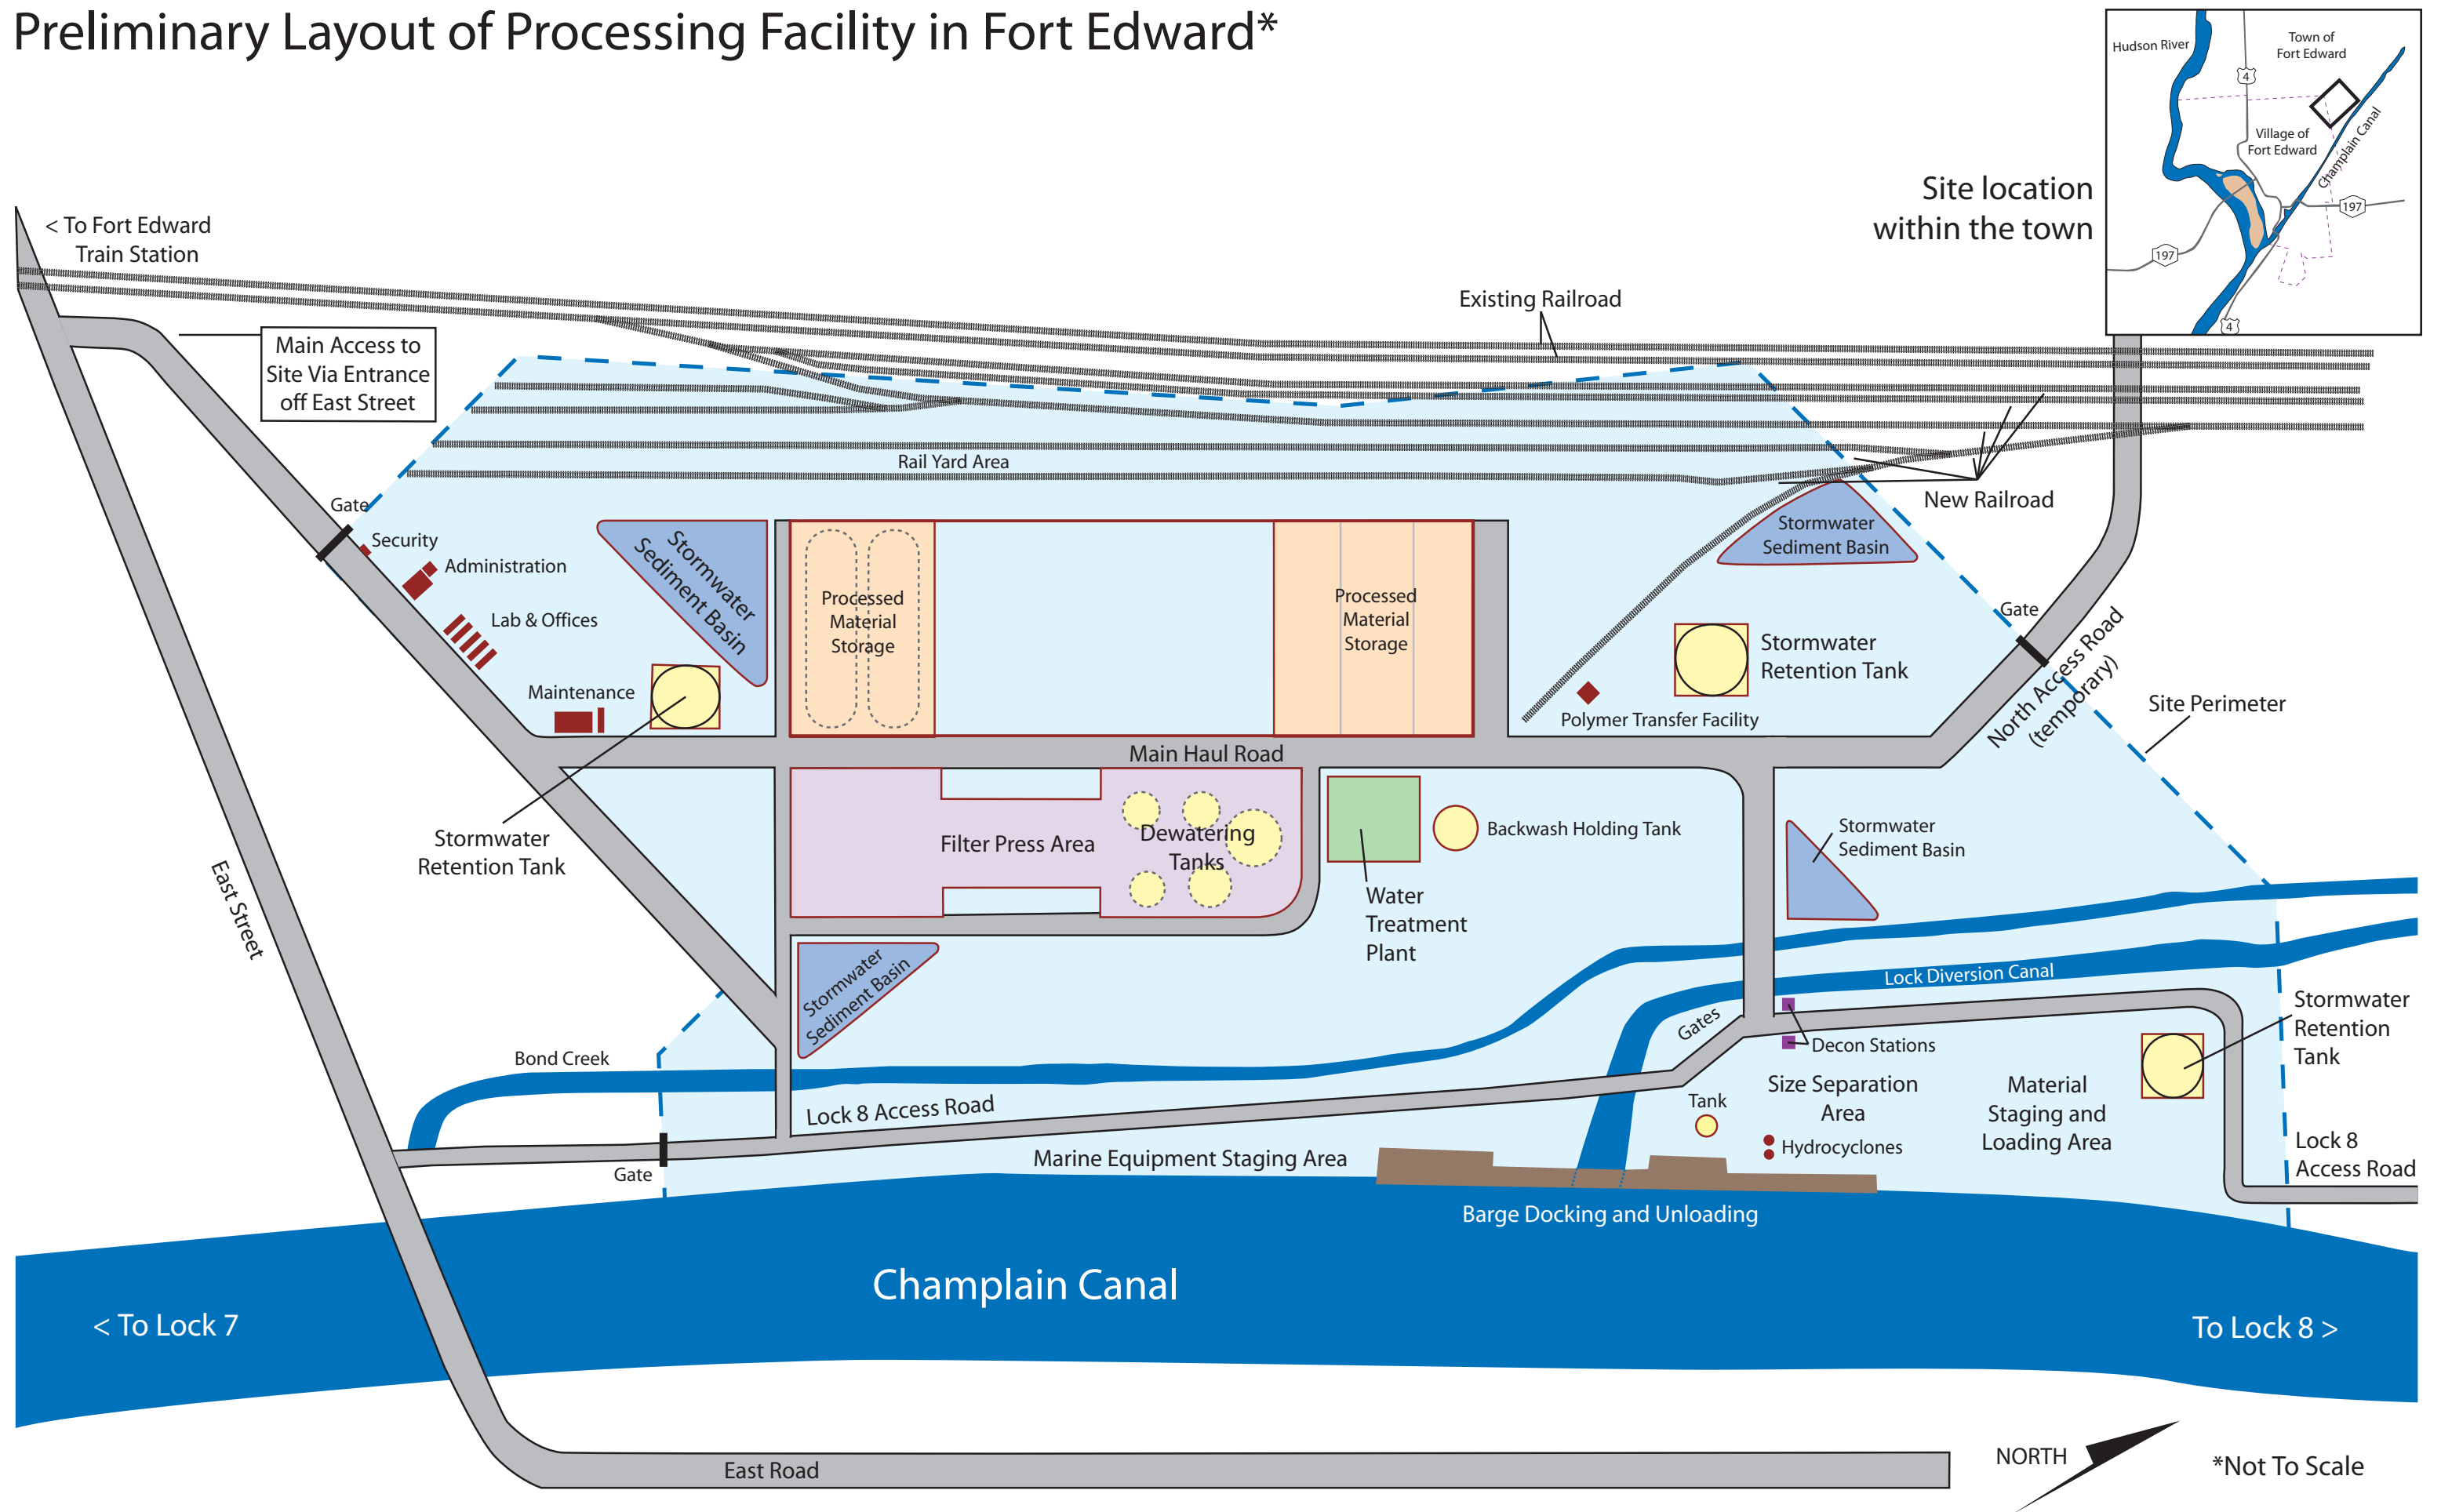 Preliminary Layout of Processing Facility in Fort Edward*
Hudson River
Town of
Fort Edward
4
Village of
Fort Edward
Champlain Canal
197
197
4
Site location
within the town
< To Fort Edward
Train Station
Existing Railroad
Main Access to
Site Via Entrance
off East Street
Rail Yard Area
New Railroad
Gate
Security
Administration
Lab & Offices
Maintenance
Stormwater
Sediment Basin
Processed
Material
Storage
Processed
Material
Storage
Stormwater
Sediment Basin
Stormwater
Retention Tank
Polymer Transfer Facility
Gate
North Access Road
(temporary)
Site Perimeter
Main Haul Road
Stormwater
Retention Tank
East Street
Filter Press Area
Dewatering
Tanks
Backwash Holding Tank
Water
Treatment
Plant
Stormwater
Sediment Basin
Stormwater
Sediment Basin
Lock Diversion Canal
Gates
Decon Stations
Stormwater
Retention
Tank
Bond Creek
Lock 8 Access Road
Size Separation
Area
Material
Staging and
Loading Area
Tank
Hydrocyclones
Lock 8
Access Road
Gate
Marine Equipment Staging Area
Barge Docking and Unloading
Champlain Canal
< To Lock 7
To Lock 8 >
East Road
NORTH
*Not To Scale